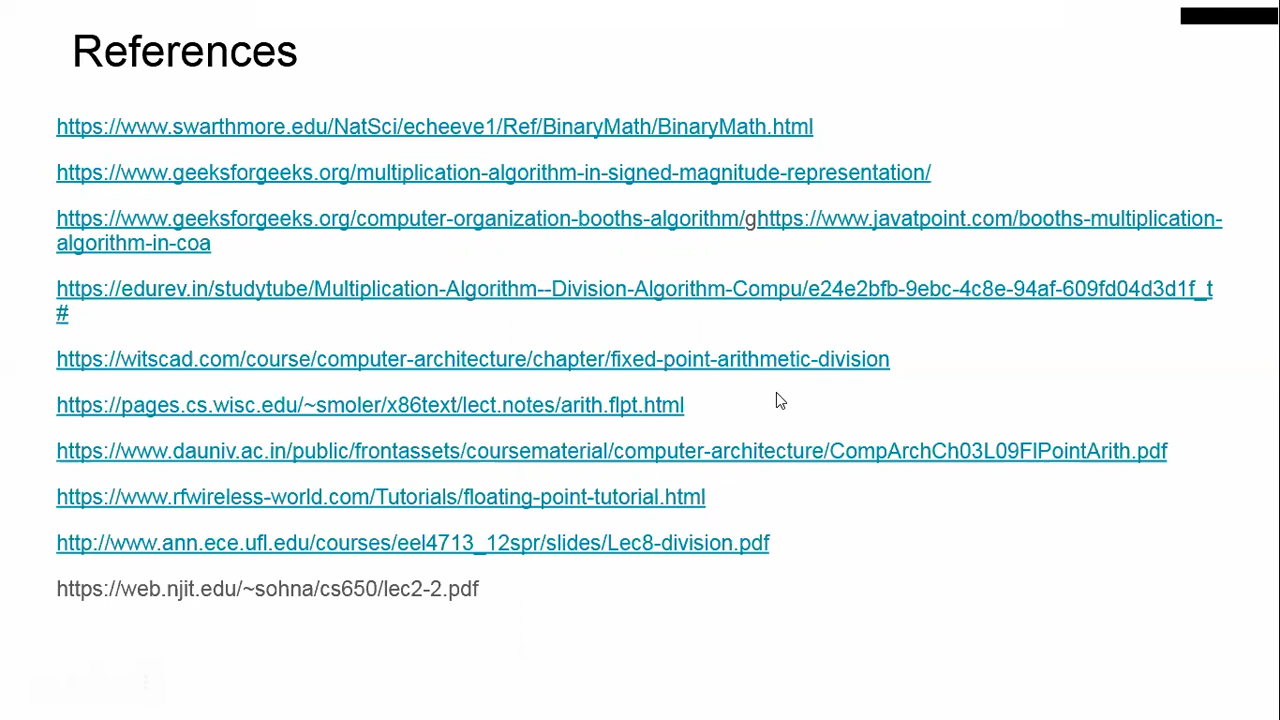 References
https://www.swarthmore.edu/NatSci/echeeve1/Ref/BinaryMath/BinaryMath.html
https://www.geeksforgeeks.org/multiplication-algorithm-in-signed-magnitude-representation/
https://www.geeksforgeeks.org/computer-organization-booths-algorithm/ghttps://www.javatpoint.com/booths-multiplication-
algorithm-in-coa
https://edurev.in/studytube/Multiplication-Algorithm--Division-Algorithm-Compu/e24e2bfb-9ebc-4c8e-94af-609fd04d3d1f_t
#
https://witscad.com/course/computer-architecture/chapter/fixed-point-arithmetic-division
https://pages.cs.wisc.edu/~smoler/x86text/lect.notes/arith.flpt.html
https://www.dauniv.ac.in/public/frontassets/coursematerial/computer-architecture/CompArchCh03L09FlPointArith.pdf
https://www.rfwireless-world.com/Tutorials/floating-point-tutorial.html
http://www.ann.ece.ufl.edu/courses/eel4713_12spr/slides/Lec8-division.pdf
https://web.njit.edu/~sohna/cs650/lec2-2.pdf